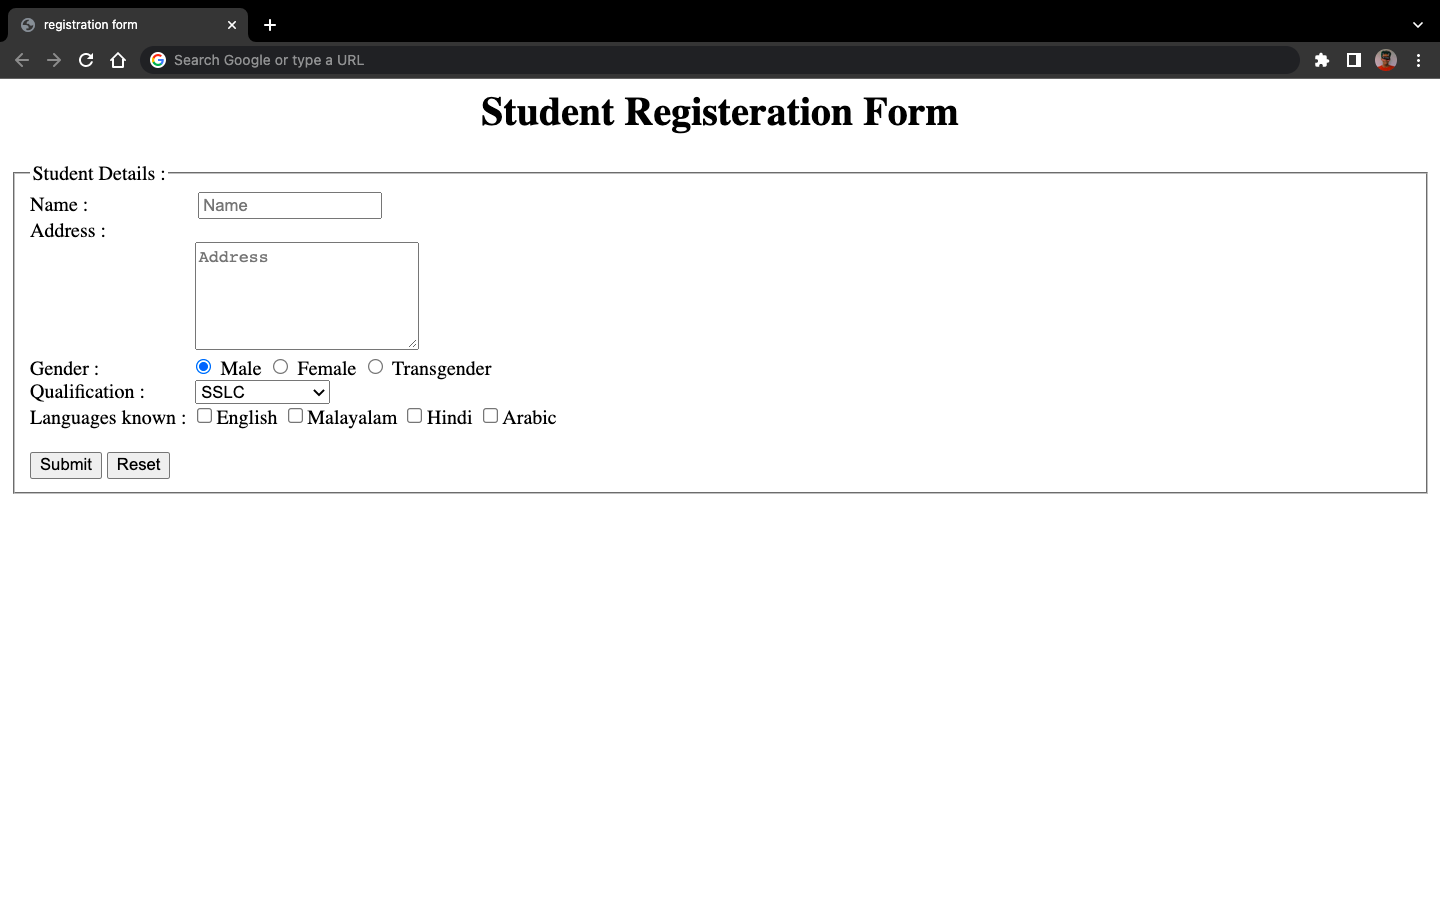 registration form
Search Google or type a URL
Student Registeration Form
Student Details :
Name : Name
Address :
Address
Gender : Male Female Transgender
Qualification : SSLC
Languages known : English Malayalam Hindi Arabic
Submit Reset